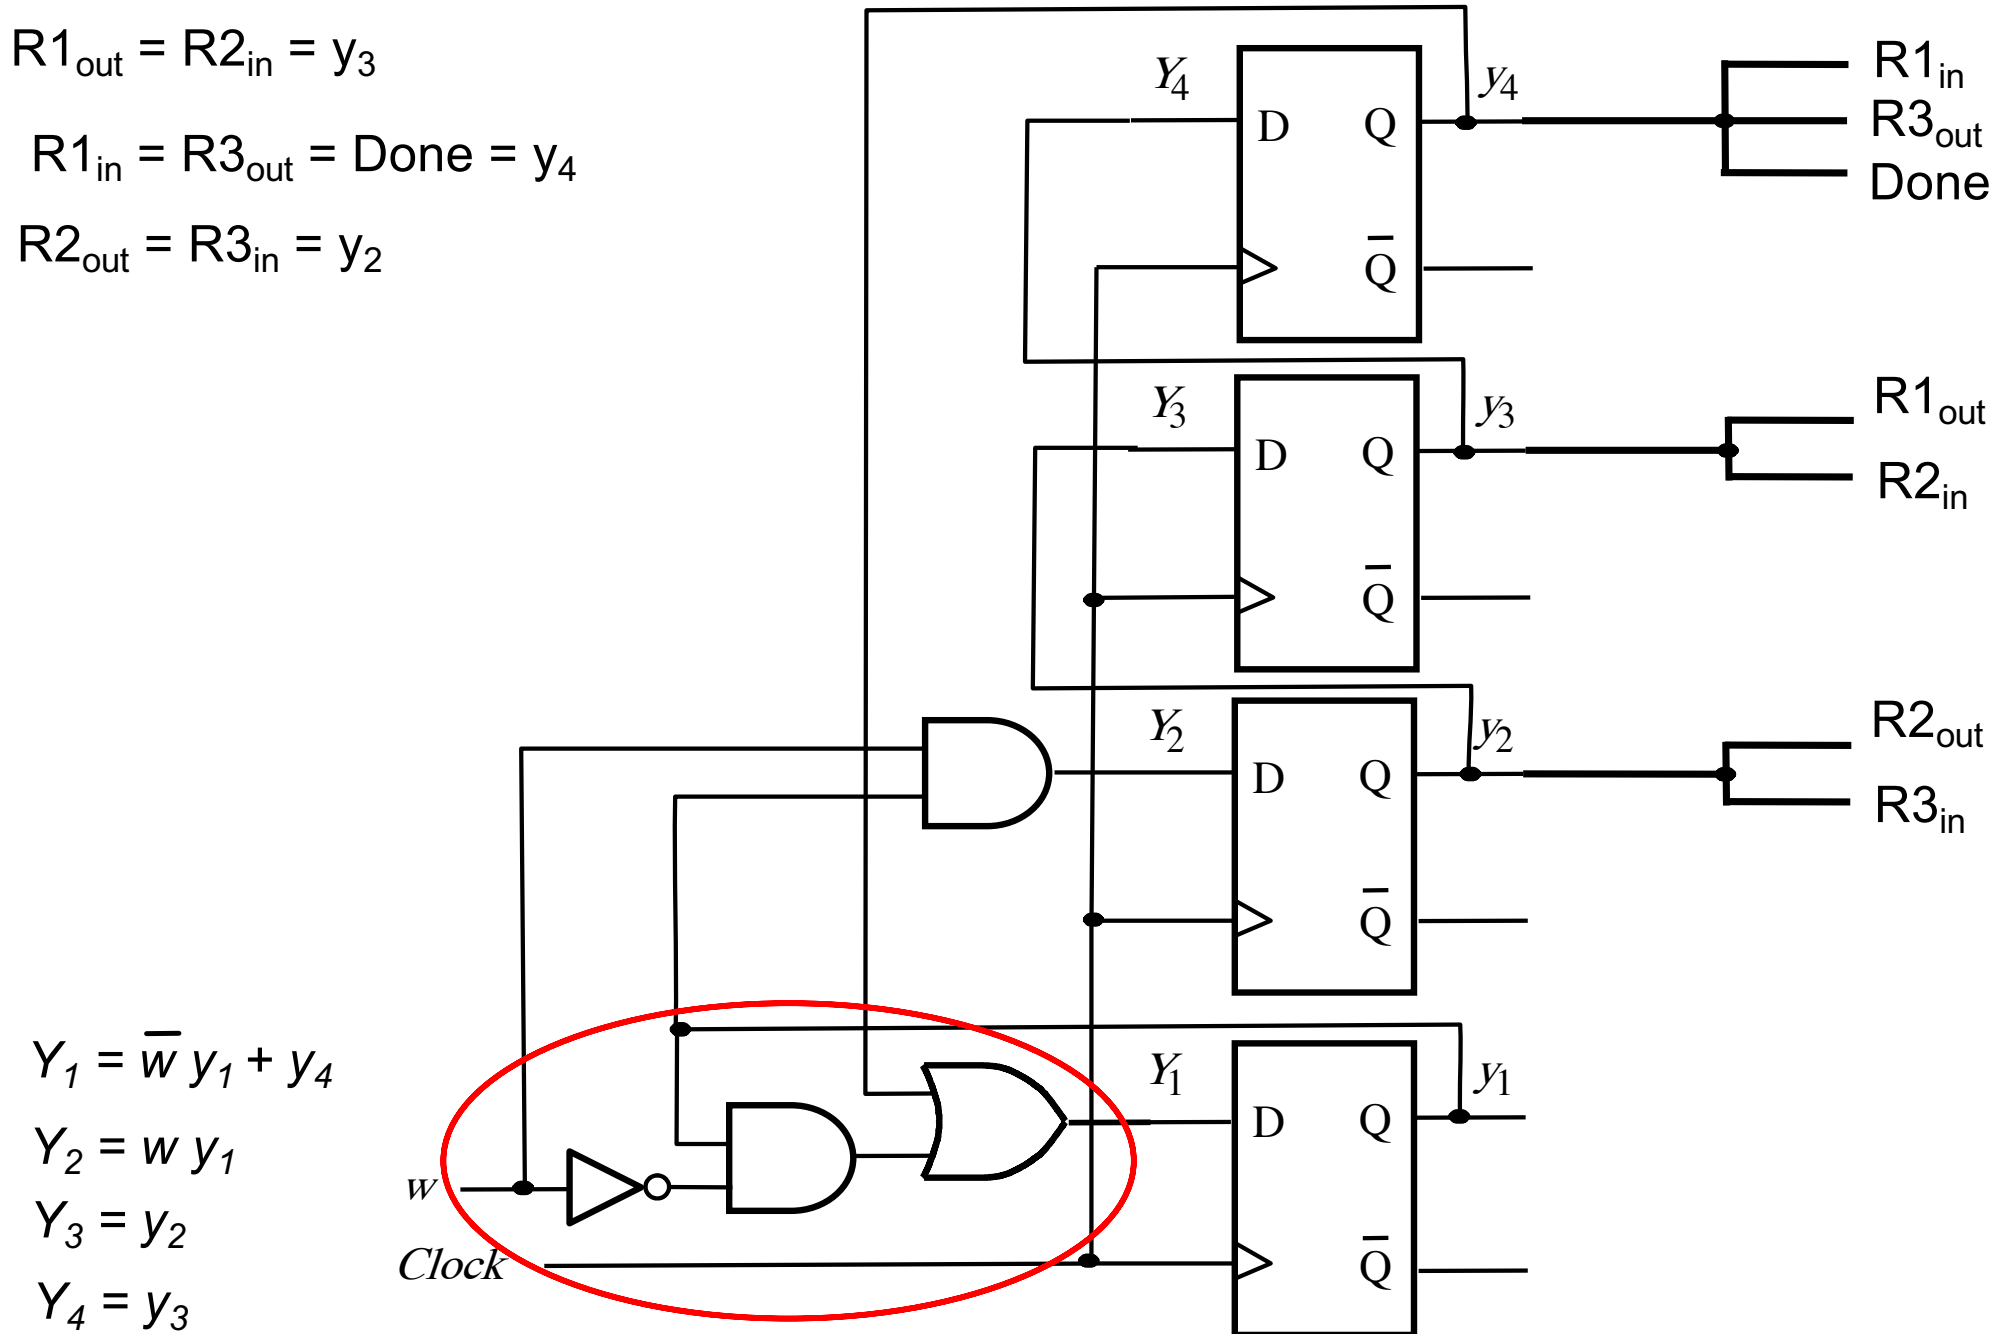 R1out = R2in = y3
R1in = R3out = Done = y4
R2out = R3in = y2
Y4
y4
D Q
Q̅
R1in
R3out
Done
Y3
y3
D Q
Q̅
R1out
R2in
Y2
y2
D Q
Q̅
R2out
R3in
Y1
y1
D Q
Q̅
w
Clock
Y1 = w̅ y1 + y4
Y2 = w y1
Y3 = y2
Y4 = y3